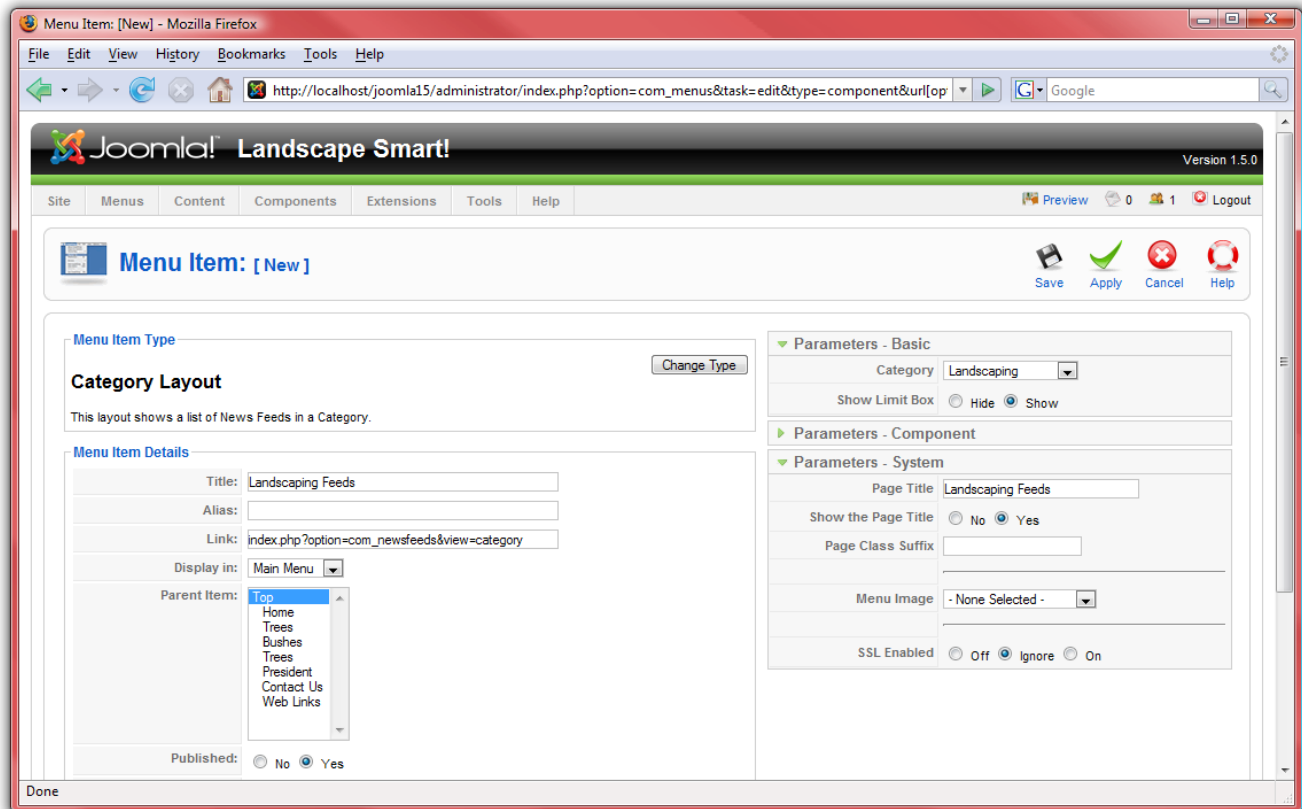 Menu Item: [New] - Mozilla Firefox
File Edit View History Bookmarks Tools Help
http://localhost/joomla15/administrator/index.php?option=com_menus&task=edit&type=component&url[op
G Google
Joomla! Landscape Smart!
Version 1.5.0
Site Menus Content Components Extensions Tools Help Preview 0 1 Logout
Menu Item: [ New ]
Save Apply Cancel Help
Menu Item Type
Change Type
Category Layout
This layout shows a list of News Feeds in a Category.
Menu Item Details
Title: Landscaping Feeds
Alias:
Link: index.php?option=com_newsfeeds&view=category
Display in: Main Menu
Parent Item: Top
Home
Trees
Bushes
Trees
President
Contact Us
Web Links
Published: No Yes
Parameters - Basic
Category Landscaping
Show Limit Box Hide Show
Parameters - Component
Parameters - System
Page Title Landscaping Feeds
Show the Page Title No Yes
Page Class Suffix
Menu Image - None Selected -
SSL Enabled Off Ignore On
Done